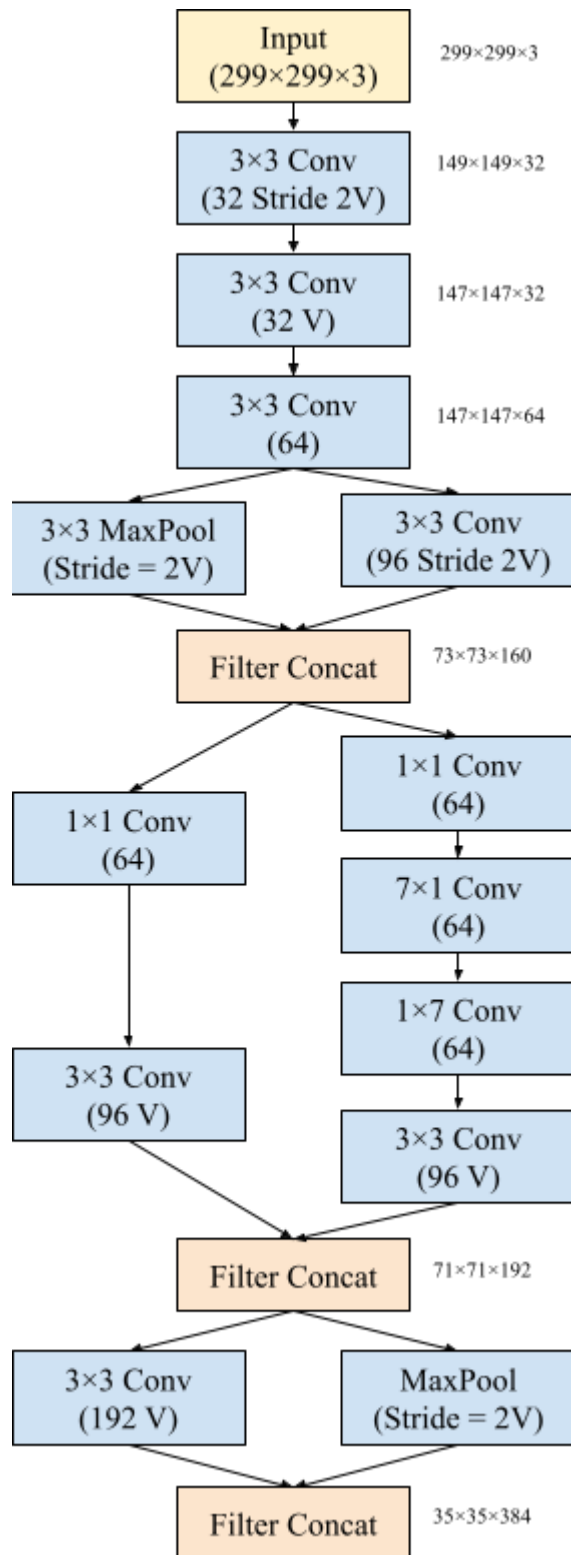 Input
(299×299×3)
299×299×3
3×3 Conv
(32 Stride 2V)
149×149×32
3×3 Conv
(32 V)
147×147×32
3×3 Conv
(64)
147×147×64
3×3 MaxPool
(Stride = 2V)
3×3 Conv
(96 Stride 2V)
Filter Concat
73×73×160
1×1 Conv
(64)
1×1 Conv
(64)
7×1 Conv
(64)
1×7 Conv
(64)
3×3 Conv
(96 V)
3×3 Conv
(96 V)
Filter Concat
71×71×192
3×3 Conv
(192 V)
MaxPool
(Stride = 2V)
Filter Concat
35×35×384